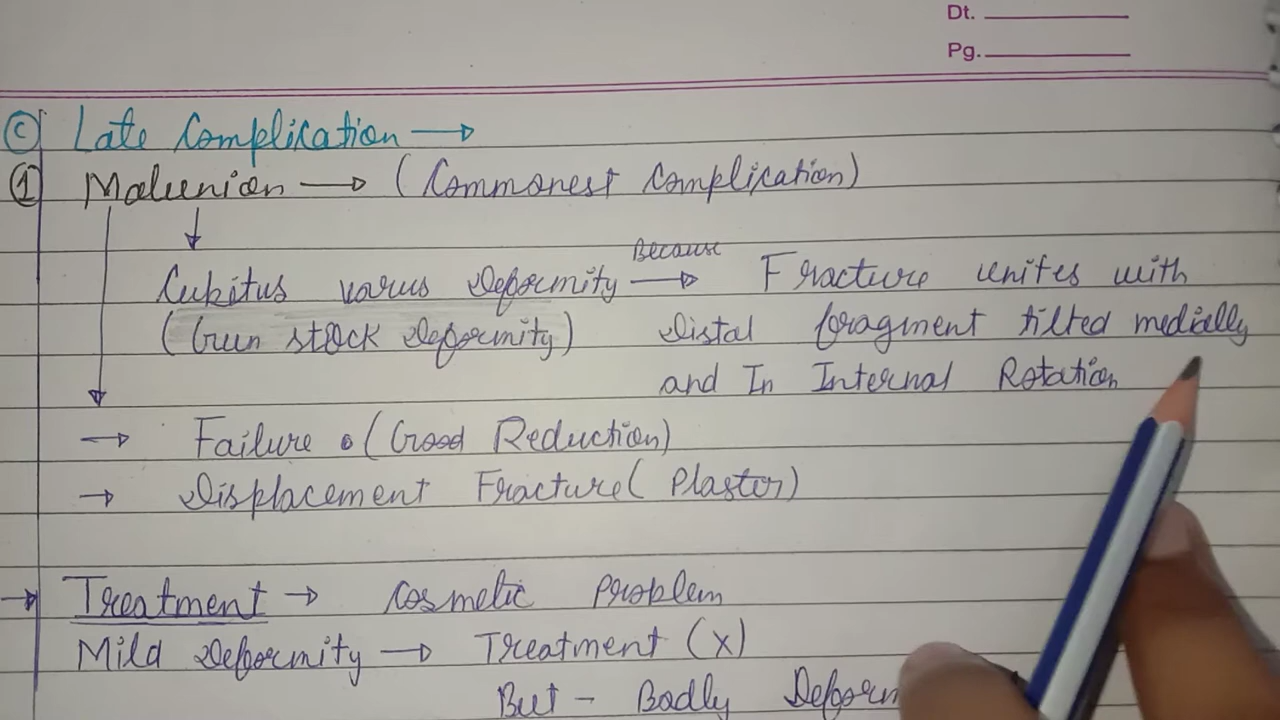 Dt.
Pg.
C Late Complication →
1 Malunion → (Commonest Complication)
Because
Cubitus varus Deformity → Fracture unites with
(Gun stock Deformity) Distal fragment tilted medially
and In Internal Rotation
→ Failure (Good Reduction)
→ Displacement Fracture (Plaster)
→ Treatment → Cosmetic Problem
Mild Deformity → Treatment (x)
But - Badly Deform